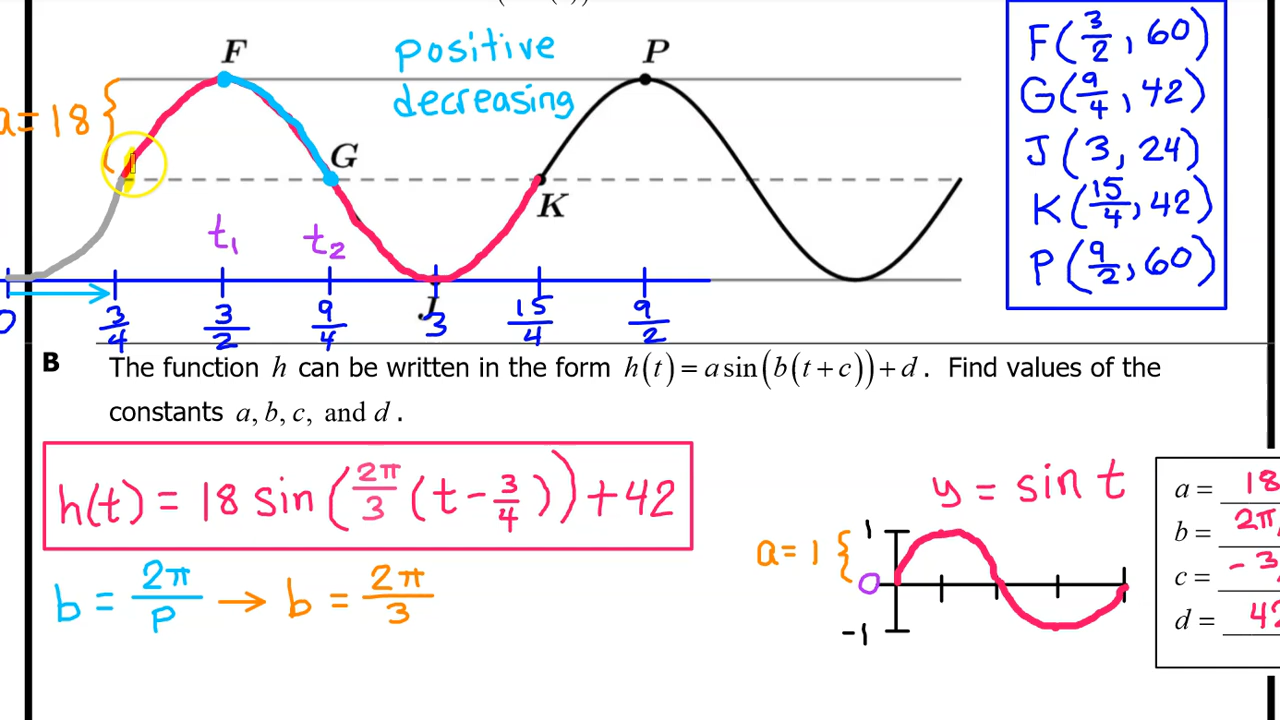 F
positive
P
decreasing
a = 18
G
K
t₁
t₂
J
0
3/4
3/2
9/4
3
15/4
9/2
F(3/2, 60)
G(9/4, 42)
J(3, 24)
K(15/4, 42)
P(9/2, 60)
B The function h can be written in the form h(t) = a sin(b(t+c)) + d. Find values of the
constants a, b, c, and d.
h(t) = 18 sin(2π/3 (t - 3/4)) + 42
b = 2π/P → b = 2π/3
y = sin t
a = 1
1
0
-1
a = 18
b = 2π
c = -3
d = 42